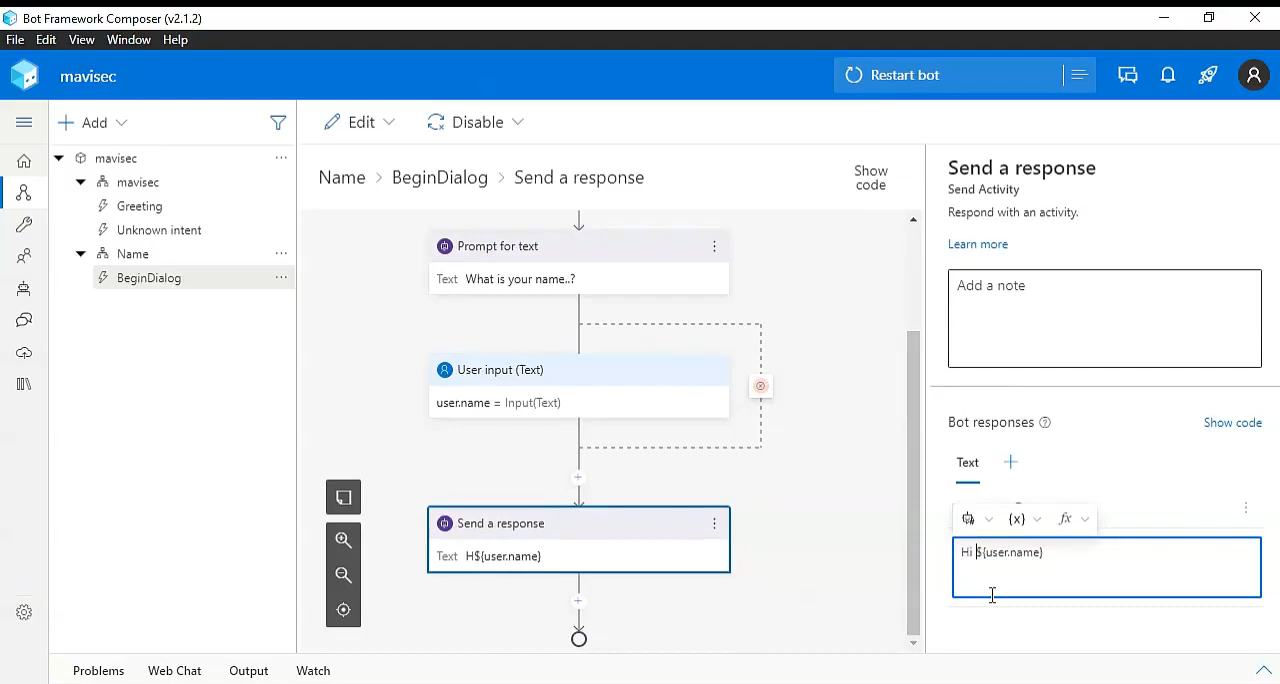 Bot Framework Composer (v2.1.2)
File Edit View Window Help
mavisec
Restart bot
Add
Edit
Disable
mavisec
mavisec
Greeting
Unknown intent
Name
BeginDialog
Name > BeginDialog > Send a response
Show
code
Prompt for text
Text What is your name..?
User input (Text)
user.name = Input(Text)
Send a response
Text H${user.name}
Send a response
Send Activity
Respond with an activity.
Learn more
Add a note
Bot responses
Show code
Text
(x) fx
Hi ${user.name}
Problems Web Chat Output Watch